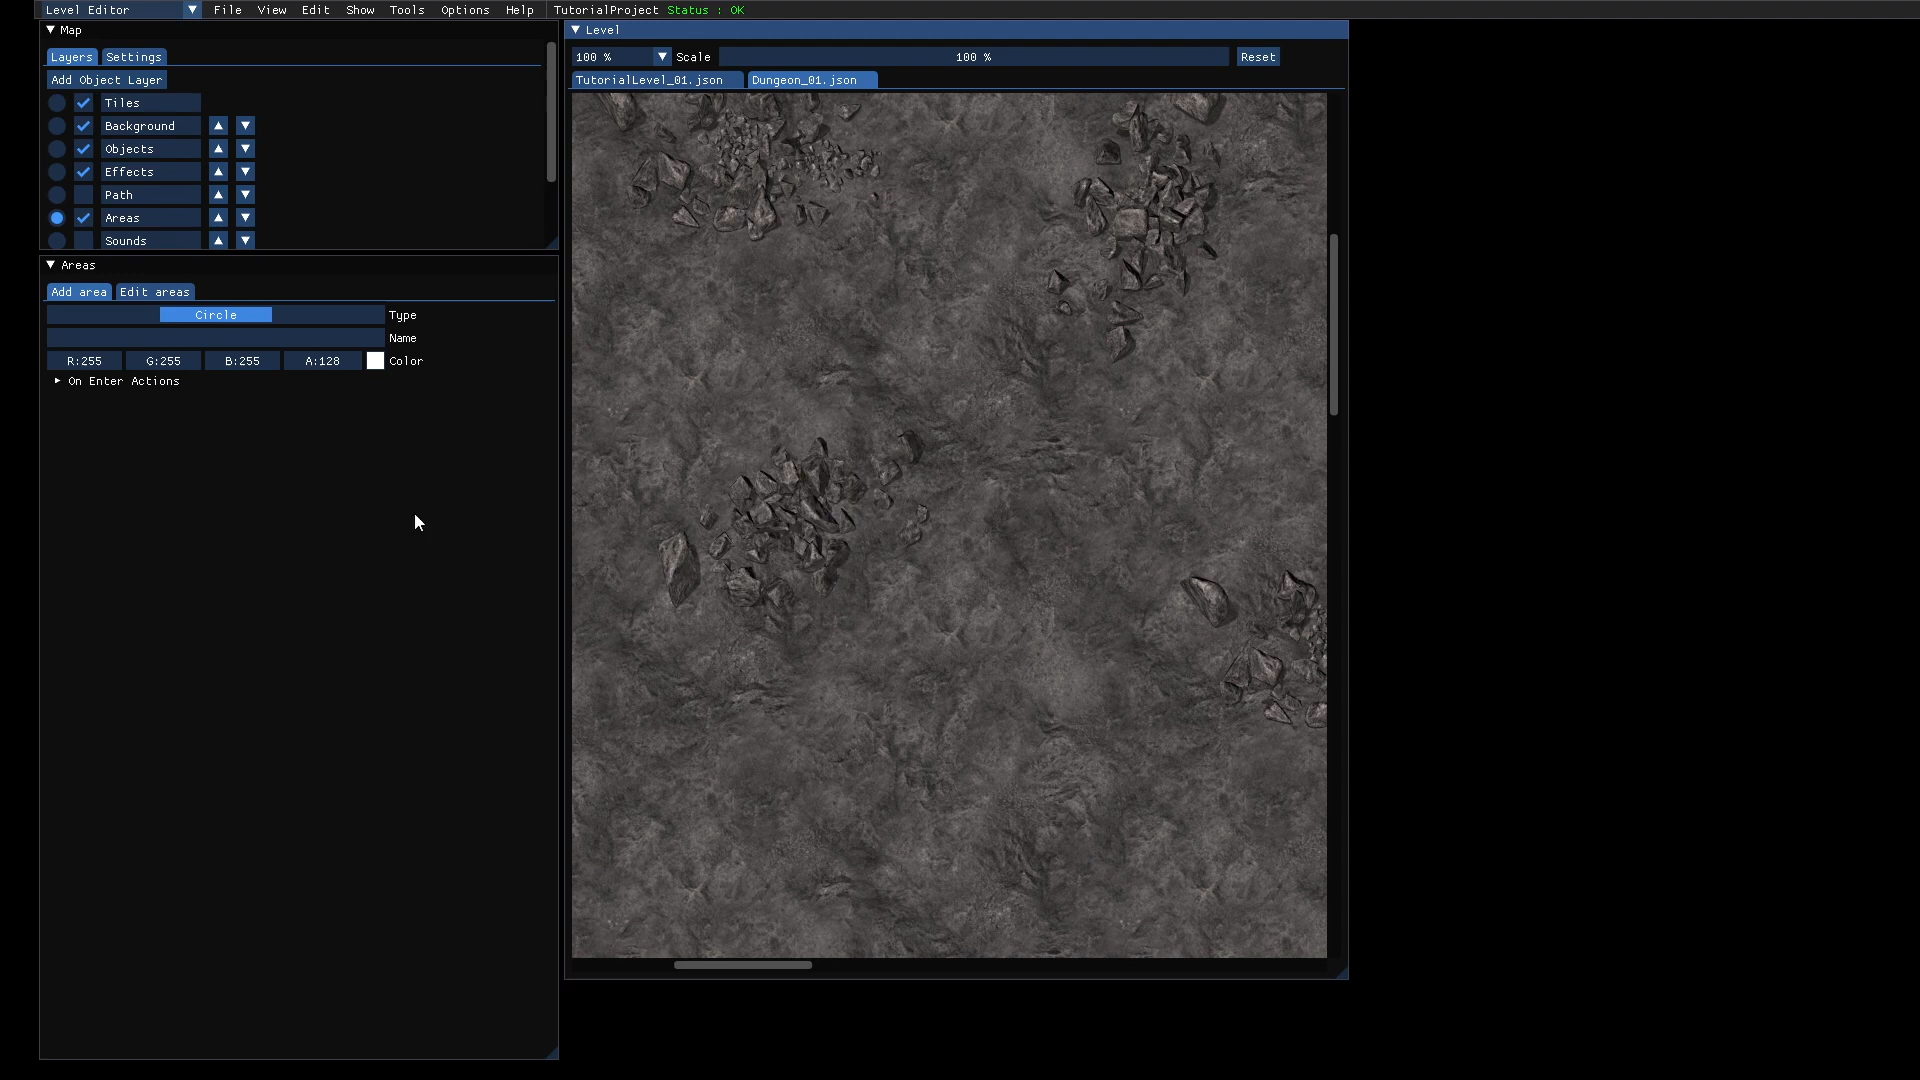 Level Editor File View Edit Show Tools Options Help TutorialProject Status : OK
Map
Layers Settings
Add Object Layer
Tiles
Background
Objects
Effects
Path
Areas
Sounds
Areas
Add area Edit areas
Circle Type
Name
R:255 G:255 B:255 A:128 Color
On Enter Actions
Level
100 % Scale 100 % Reset
TutorialLevel_01.json Dungeon_01.json